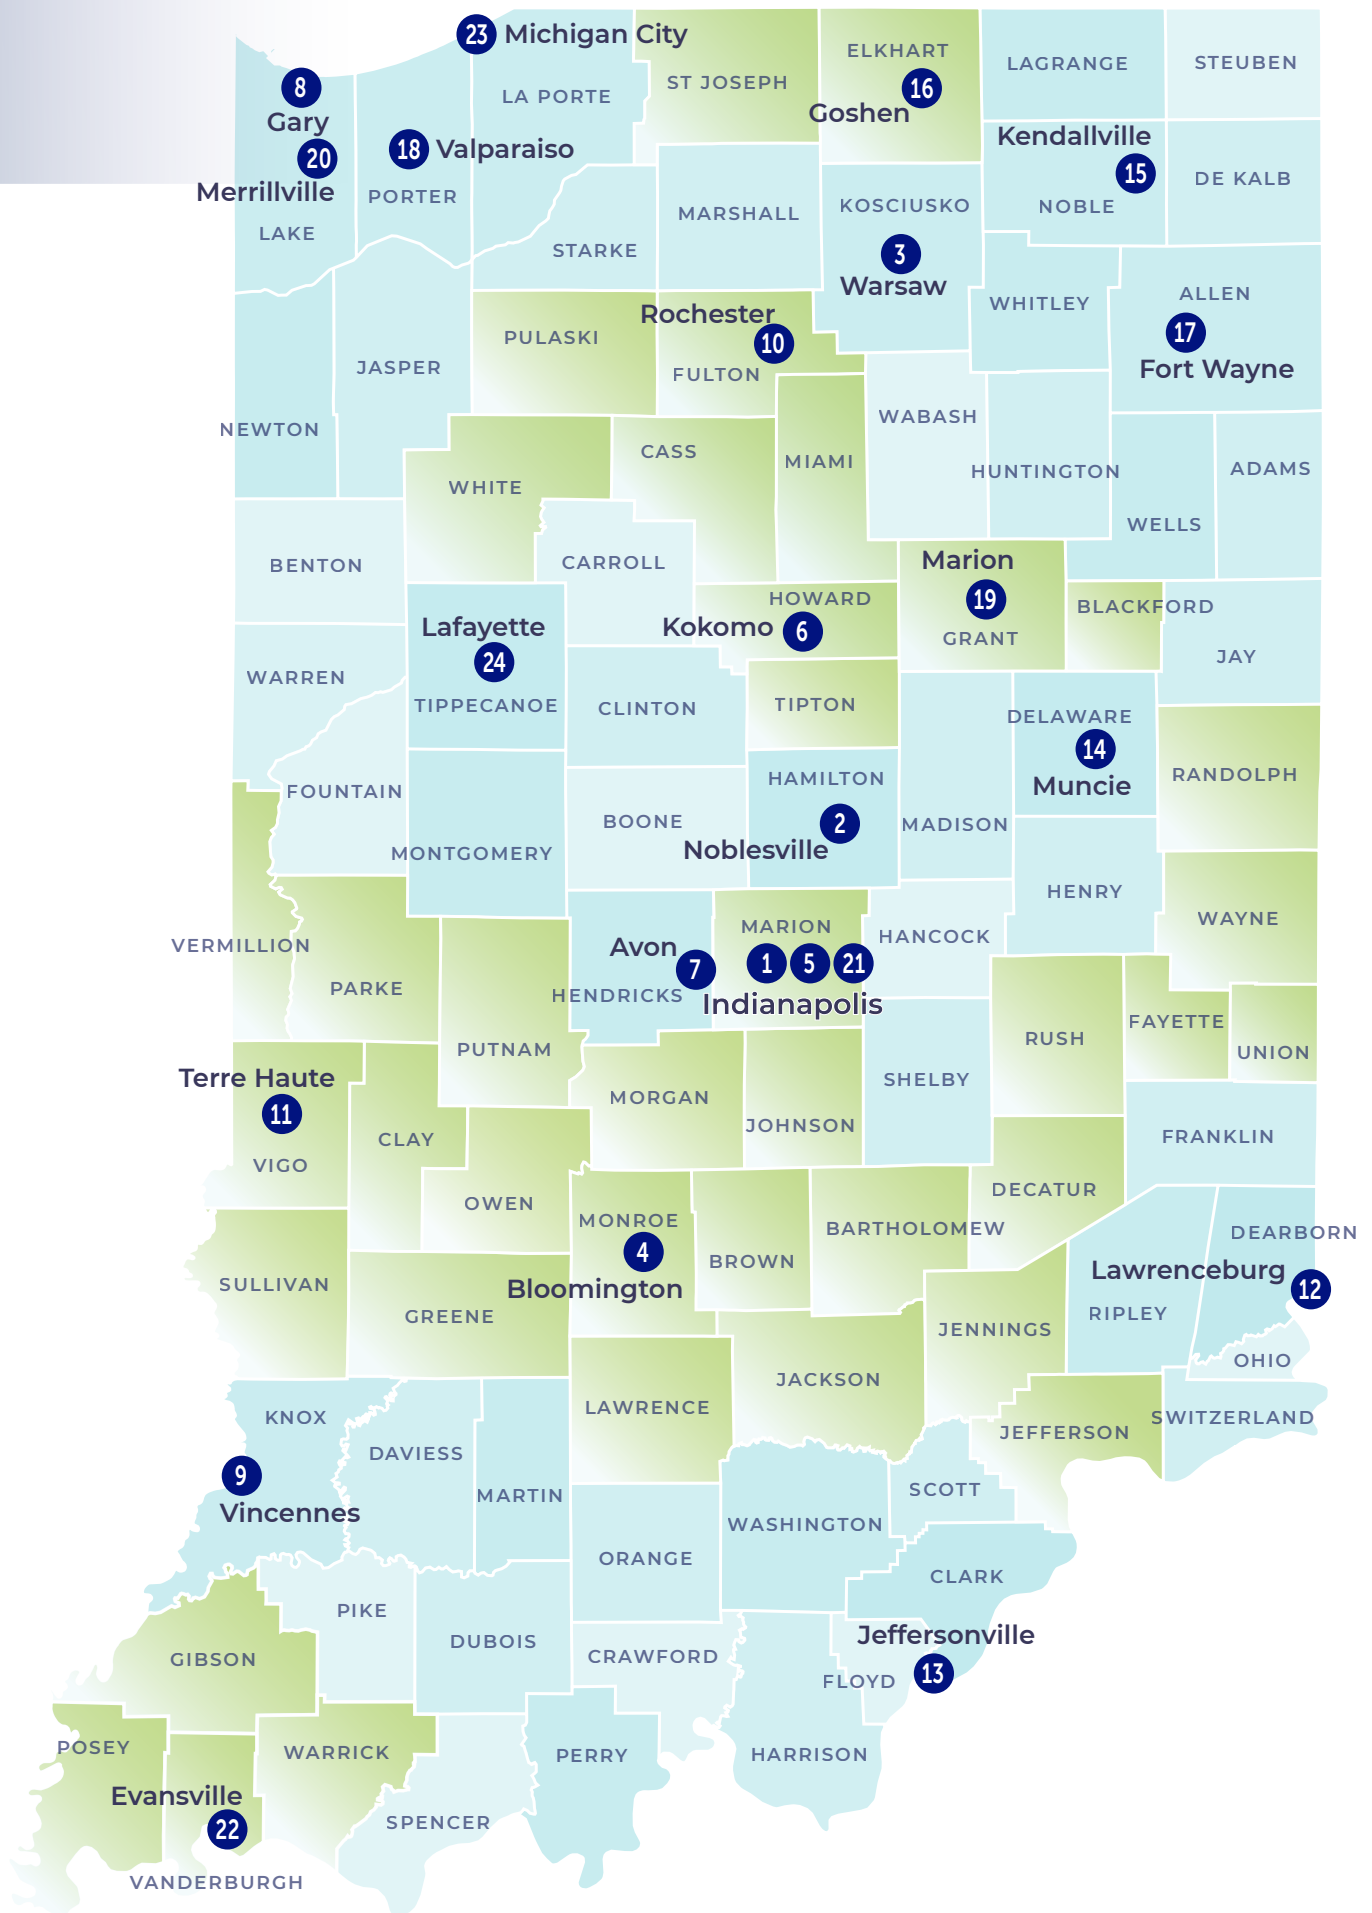 23 Michigan City
ELKHART
ST JOSEPH
LAGRANGE
STEUBEN
8
Gary
LA PORTE
16
Goshen
Kendallville
20
18 Valparaiso
15
DE KALB
Merrillville
PORTER
NOBLE
LAKE
MARSHALL
KOSCIUSKO
STARKE
3
Warsaw
WHITLEY
ALLEN
17
Fort Wayne
Rochester
10
PULASKI
FULTON
JASPER
NEWTON
WABASH
CASS
MIAMI
HUNTINGTON
ADAMS
WHITE
WELLS
BENTON
CARROLL
Marion
19
GRANT
HOWARD
Kokomo 6
BLACKFORD
Lafayette
24
TIPPECANOE
JAY
WARREN
CLINTON
TIPTON
DELAWARE
14
Muncie
RANDOLPH
FOUNTAIN
HAMILTON
2
Noblesville
BOONE
MADISON
MONTGOMERY
HENRY
WAYNE
VERMILLION
Avon
7
HENDRICKS
MARION
1 5 21
Indianapolis
HANCOCK
PARKE
PUTNAM
RUSH
FAYETTE
UNION
Terre Haute
11
VIGO
SHELBY
MORGAN
JOHNSON
CLAY
FRANKLIN
OWEN
DECATUR
MONROE
4
Bloomington
BROWN
BARTHOLOMEW
DEARBORN
Lawrenceburg
12
RIPLEY
SULLIVAN
GREENE
JENNINGS
OHIO
JACKSON
LAWRENCE
KNOX
SWITZERLAND
JEFFERSON
DAVIESS
9
Vincennes
MARTIN
SCOTT
WASHINGTON
ORANGE
CLARK
PIKE
DUBOIS
Jeffersonville
13
GIBSON
CRAWFORD
FLOYD
POSEY
WARRICK
PERRY
HARRISON
Evansville
22
SPENCER
VANDERBURGH